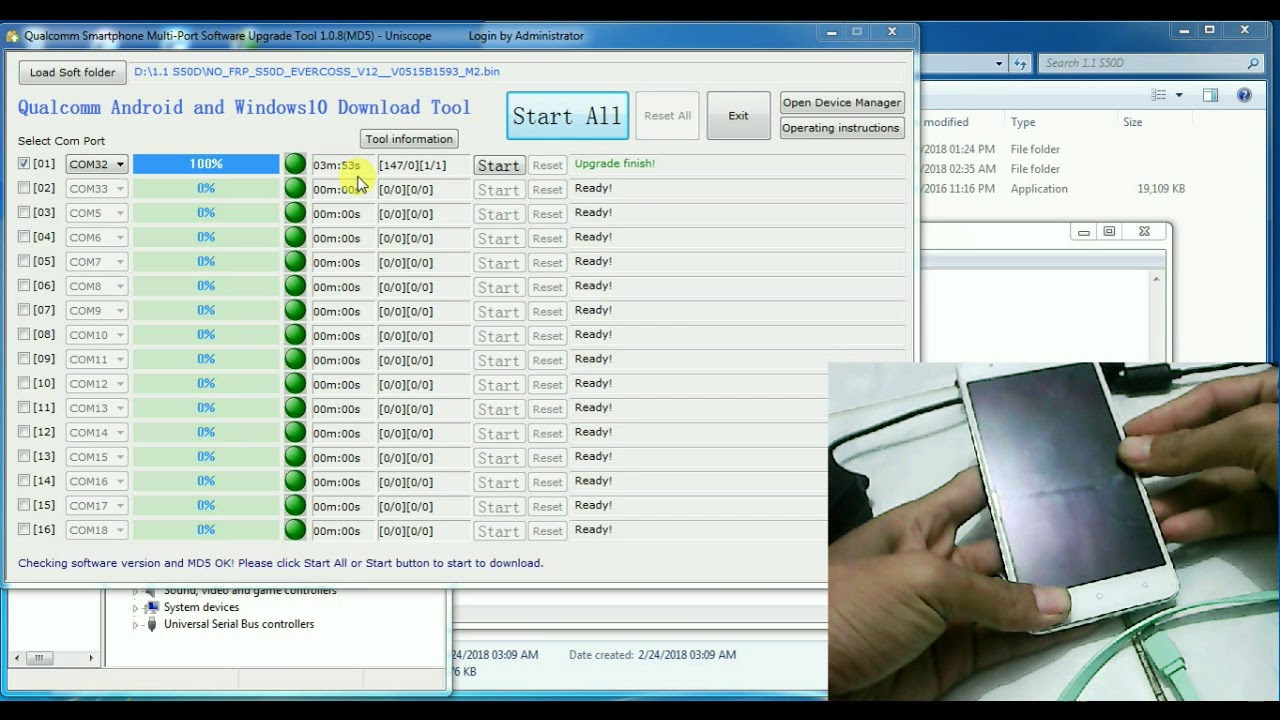 Qualcomm Smartphone Multi-Port Software Upgrade Tool 1.0.8(MD5) - Uniscope Login by Administrator
Load Soft folder D:\1.1 S50D\NO_FRP_S50D_EVERCOSS_V12__V0515B1593_M2.bin
Search 1.1 S50D
Qualcomm Android and Windows10 Download Tool
Start All Reset All Exit Open Device Manager
Operating instructions
modified Type Size
Select Com Port Tool information
/2018 01:24 PM File folder
/2018 02:35 AM File folder
/2016 11:16 PM Application 19,109 KB
[01] COM32 100% 03m:53s [147/0][1/1] Start Reset Upgrade finish!
[02] COM33 0% 00m:00s [0/0][0/0] Start Reset Ready!
[03] COM5 0% 00m:00s [0/0][0/0] Start Reset Ready!
[04] COM6 0% 00m:00s [0/0][0/0] Start Reset Ready!
[05] COM7 0% 00m:00s [0/0][0/0] Start Reset Ready!
[06] COM8 0% 00m:00s [0/0][0/0] Start Reset Ready!
[07] COM9 0% 00m:00s [0/0][0/0] Start Reset Ready!
[08] COM10 0% 00m:00s [0/0][0/0] Start Reset Ready!
[09] COM11 0% 00m:00s [0/0][0/0] Start Reset Ready!
[10] COM12 0% 00m:00s [0/0][0/0] Start Reset Ready!
[11] COM13 0% 00m:00s [0/0][0/0] Start Reset Ready!
[12] COM14 0% 00m:00s [0/0][0/0] Start Reset Ready!
[13] COM15 0% 00m:00s [0/0][0/0] Start Reset Ready!
[14] COM16 0% 00m:00s [0/0][0/0] Start Reset Ready!
[15] COM17 0% 00m:00s [0/0][0/0] Start Reset Ready!
[16] COM18 0% 00m:00s [0/0][0/0] Start Reset Ready!
Checking software version and MD5 OK! Please click Start All or Start button to start to download.
Sound, video and game controllers
System devices
Universal Serial Bus controllers
/24/2018 03:09 AM Date created: 2/24/2018 03:09 AM
KB